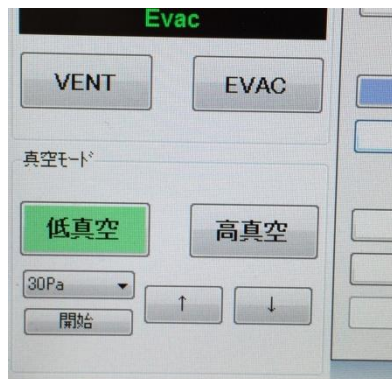 Evac
VENT EVAC
真空ﾓｰﾄﾞ
低真空 高真空
30Pa ↑ ↓
開始